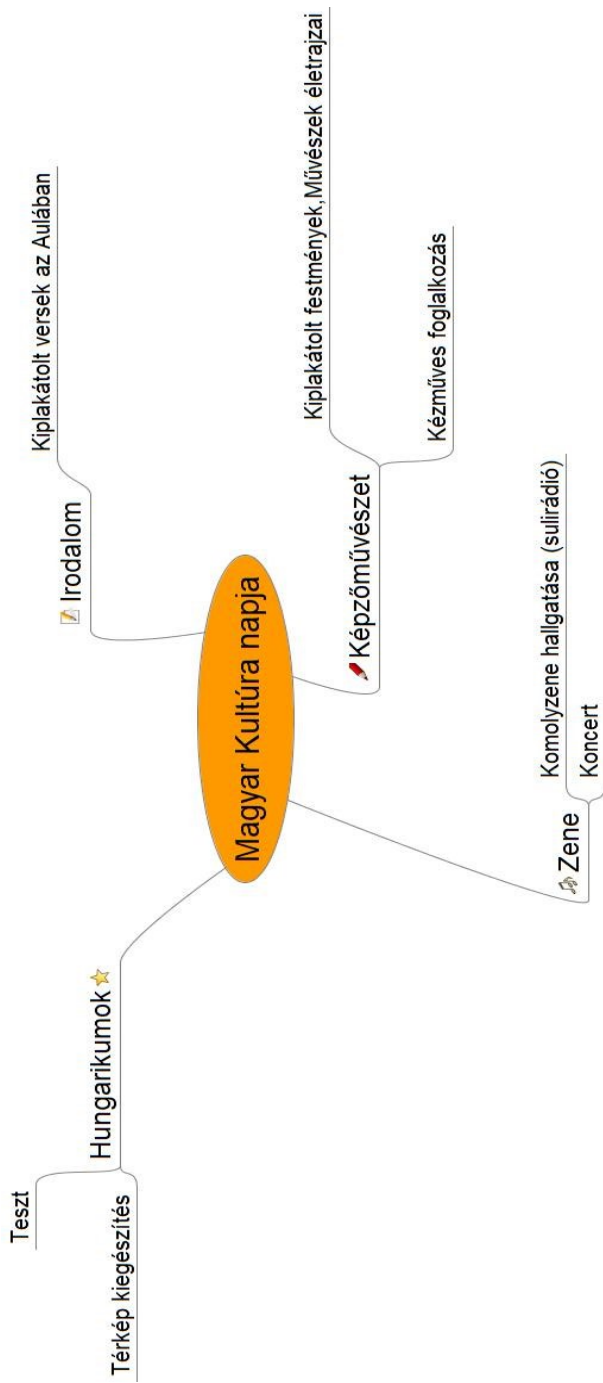 Magyar Kultúra napja
Irodalom
Kiplakátolt versek az Aulában
Képzőművészet
Kiplakátolt festmények,Művészek életrajzai
Kézműves foglalkozás
Zene
Komolyzene hallgatása (sulirádió)
Koncert
Hungarikumok
Teszt
Térkép kiegészítés